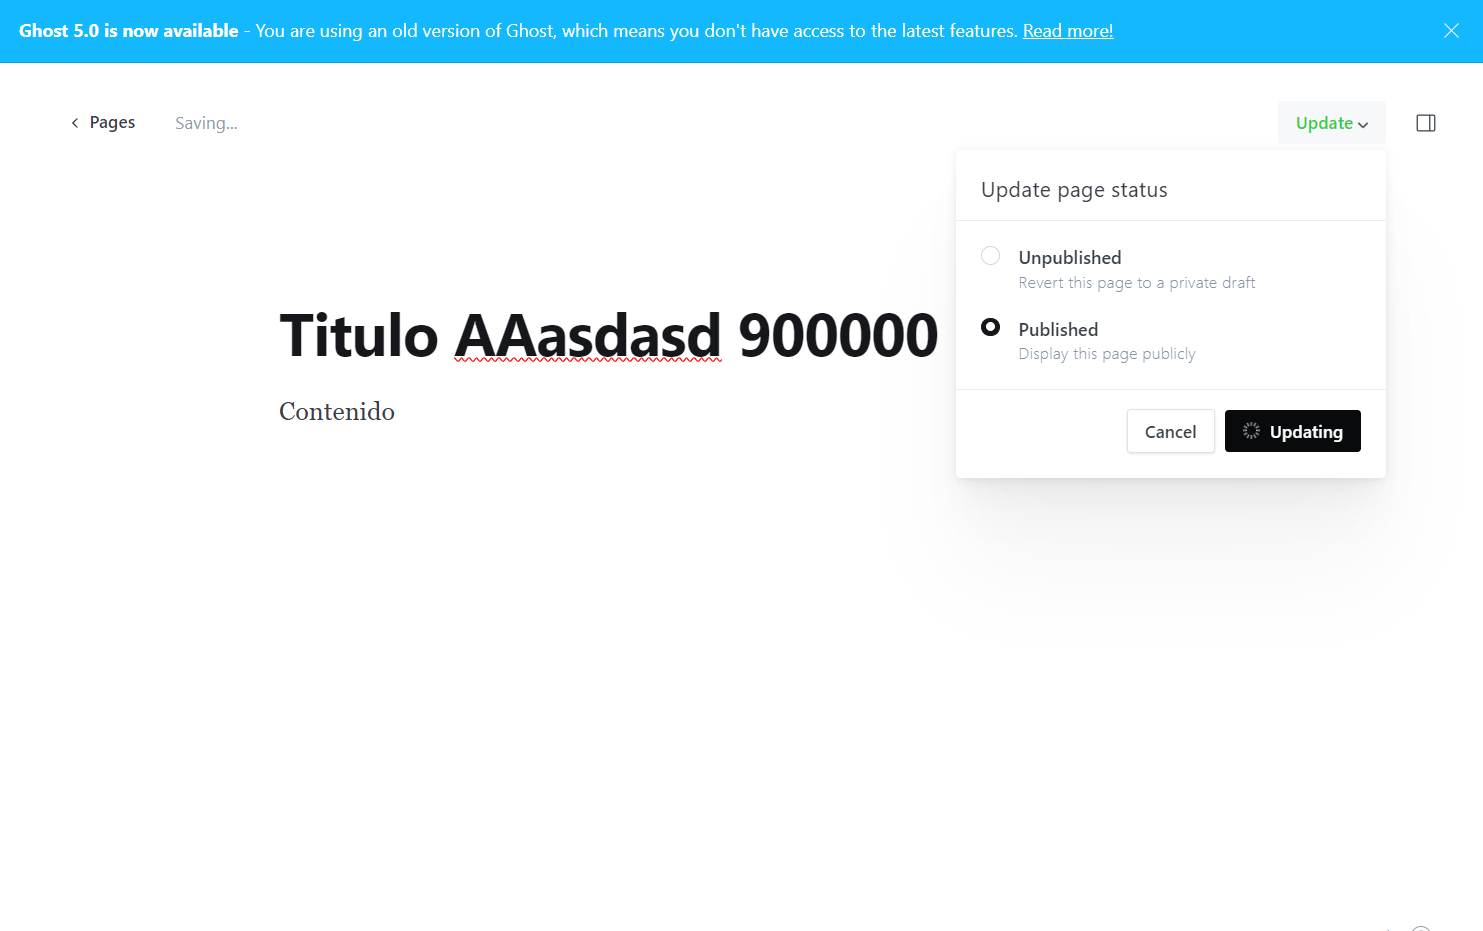 Ghost 5.0 is now available - You are using an old version of Ghost, which means you don't have access to the latest features. Read more!
Pages
Saving...
Update
Update page status
Unpublished
Revert this page to a private draft
Published
Display this page publicly
Cancel
Updating
Titulo AAasdasd 900000
Contenido